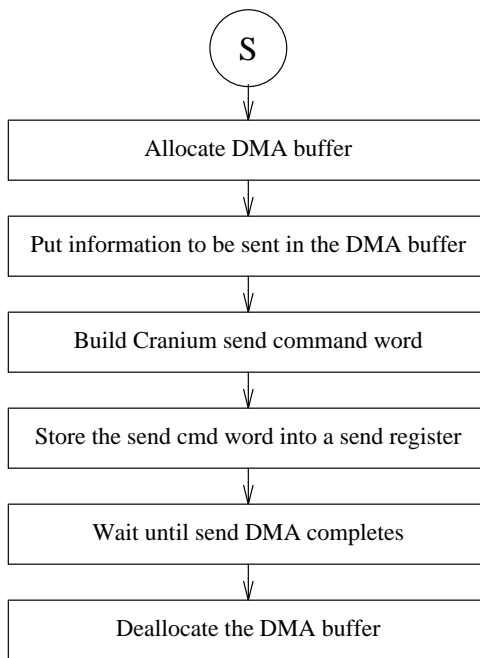 S
Allocate DMA buffer
Put information to be sent in the DMA buffer
Build Cranium send command word
Store the send cmd word into a send register
Wait until send DMA completes
Deallocate the DMA buffer